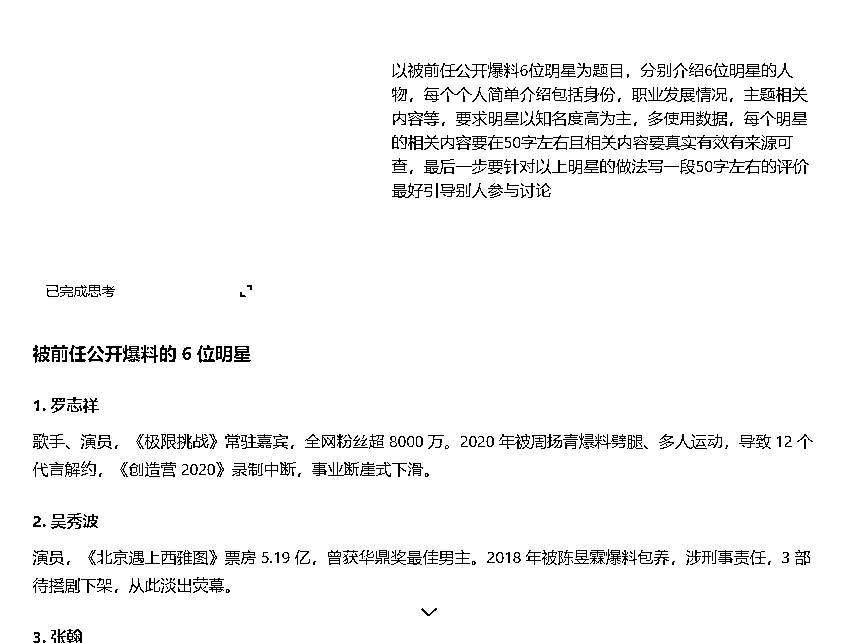 以被前任公开爆料6位明星为题目，分别介绍6位明星的人
物，每个个人简单介绍包括身份，职业发展情况，主题相关
内容等，要求明星以知名度高为主，多使用数据，每个明星
的相关内容要在50字左右且相关内容要真实有效有来源可
查，最后一步要针对以上明星的做法写一段50字左右的评价
最好引导别人参与讨论
已完成思考
被前任公开爆料的 6 位明星
1. 罗志祥
歌手、演员，《极限挑战》常驻嘉宾，全网粉丝超 8000 万。2020 年被周扬青爆料劈腿、多人运动，导致 12 个
代言解约，《创造营 2020》录制中断，事业断崖式下滑。
2. 吴秀波
演员，《北京遇上西雅图》票房 5.19 亿，曾获华鼎奖最佳男主。2018 年被陈昱霖爆料包养，涉刑事责任，3 部
待播剧下架，从此淡出荧幕。
3. 张翰